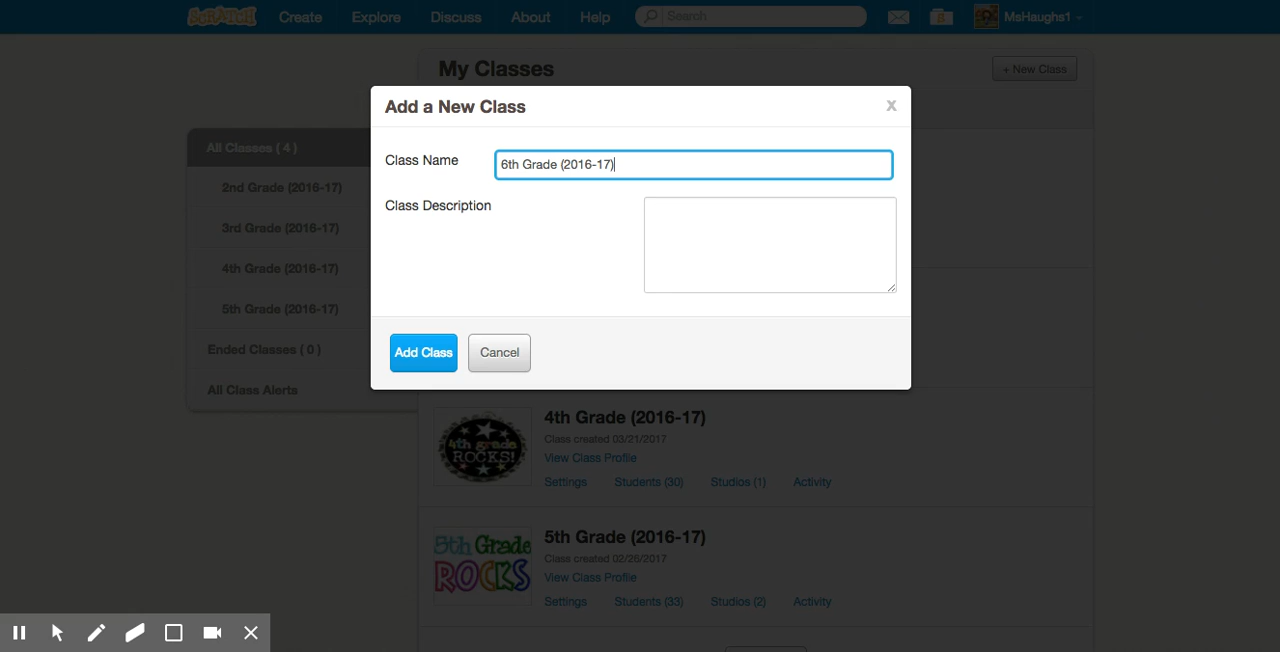 SCRATCH Create Explore Discuss About Help Search MsHaughs1
My Classes
+ New Class
Add a New Class
x
All Classes ( 4 )
2nd Grade (2016-17)
3rd Grade (2016-17)
4th Grade (2016-17)
5th Grade (2016-17)
Ended Classes ( 0 )
All Class Alerts
Class Name
6th Grade (2016-17)
Class Description
Add Class
Cancel
4th grade
ROCKS!
4th Grade (2016-17)
Class created 03/21/2017
View Class Profile
Settings Students (30) Studios (1) Activity
5th Grade
ROCKS
5th Grade (2016-17)
Class created 02/26/2017
View Class Profile
Settings Students (33) Studios (2) Activity